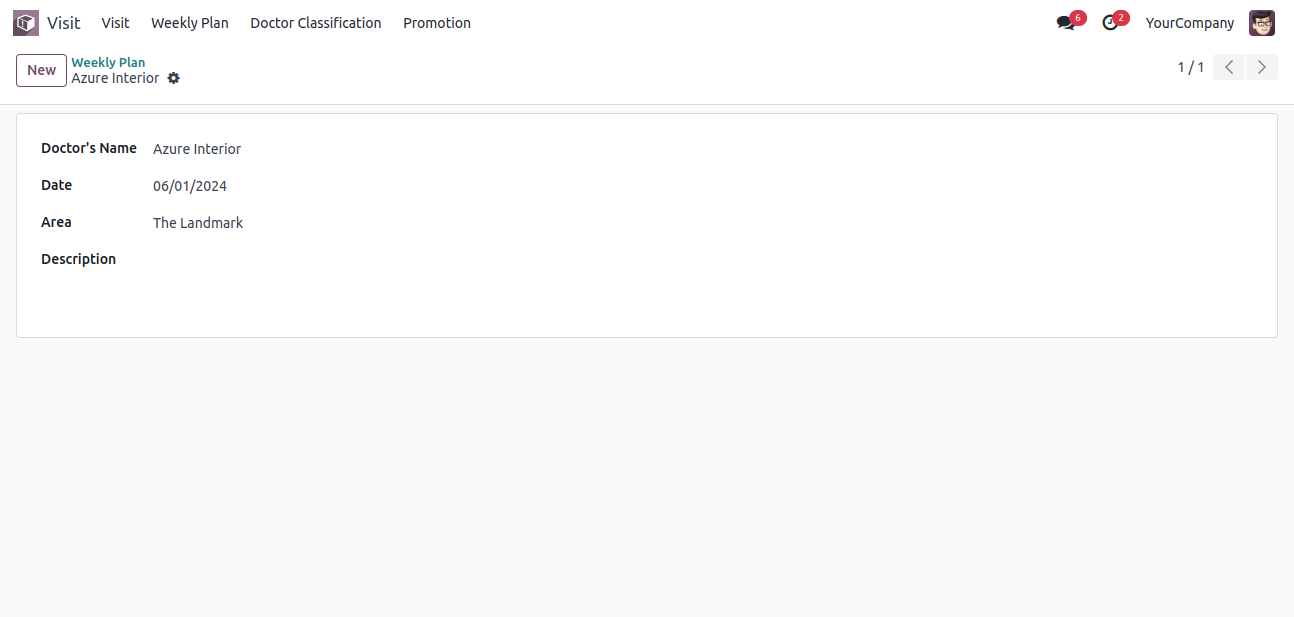 Visit Visit Weekly Plan Doctor Classification Promotion 6 2 YourCompany
New Weekly Plan
Azure Interior 1 / 1
Doctor's Name Azure Interior
Date 06/01/2024
Area The Landmark
Description